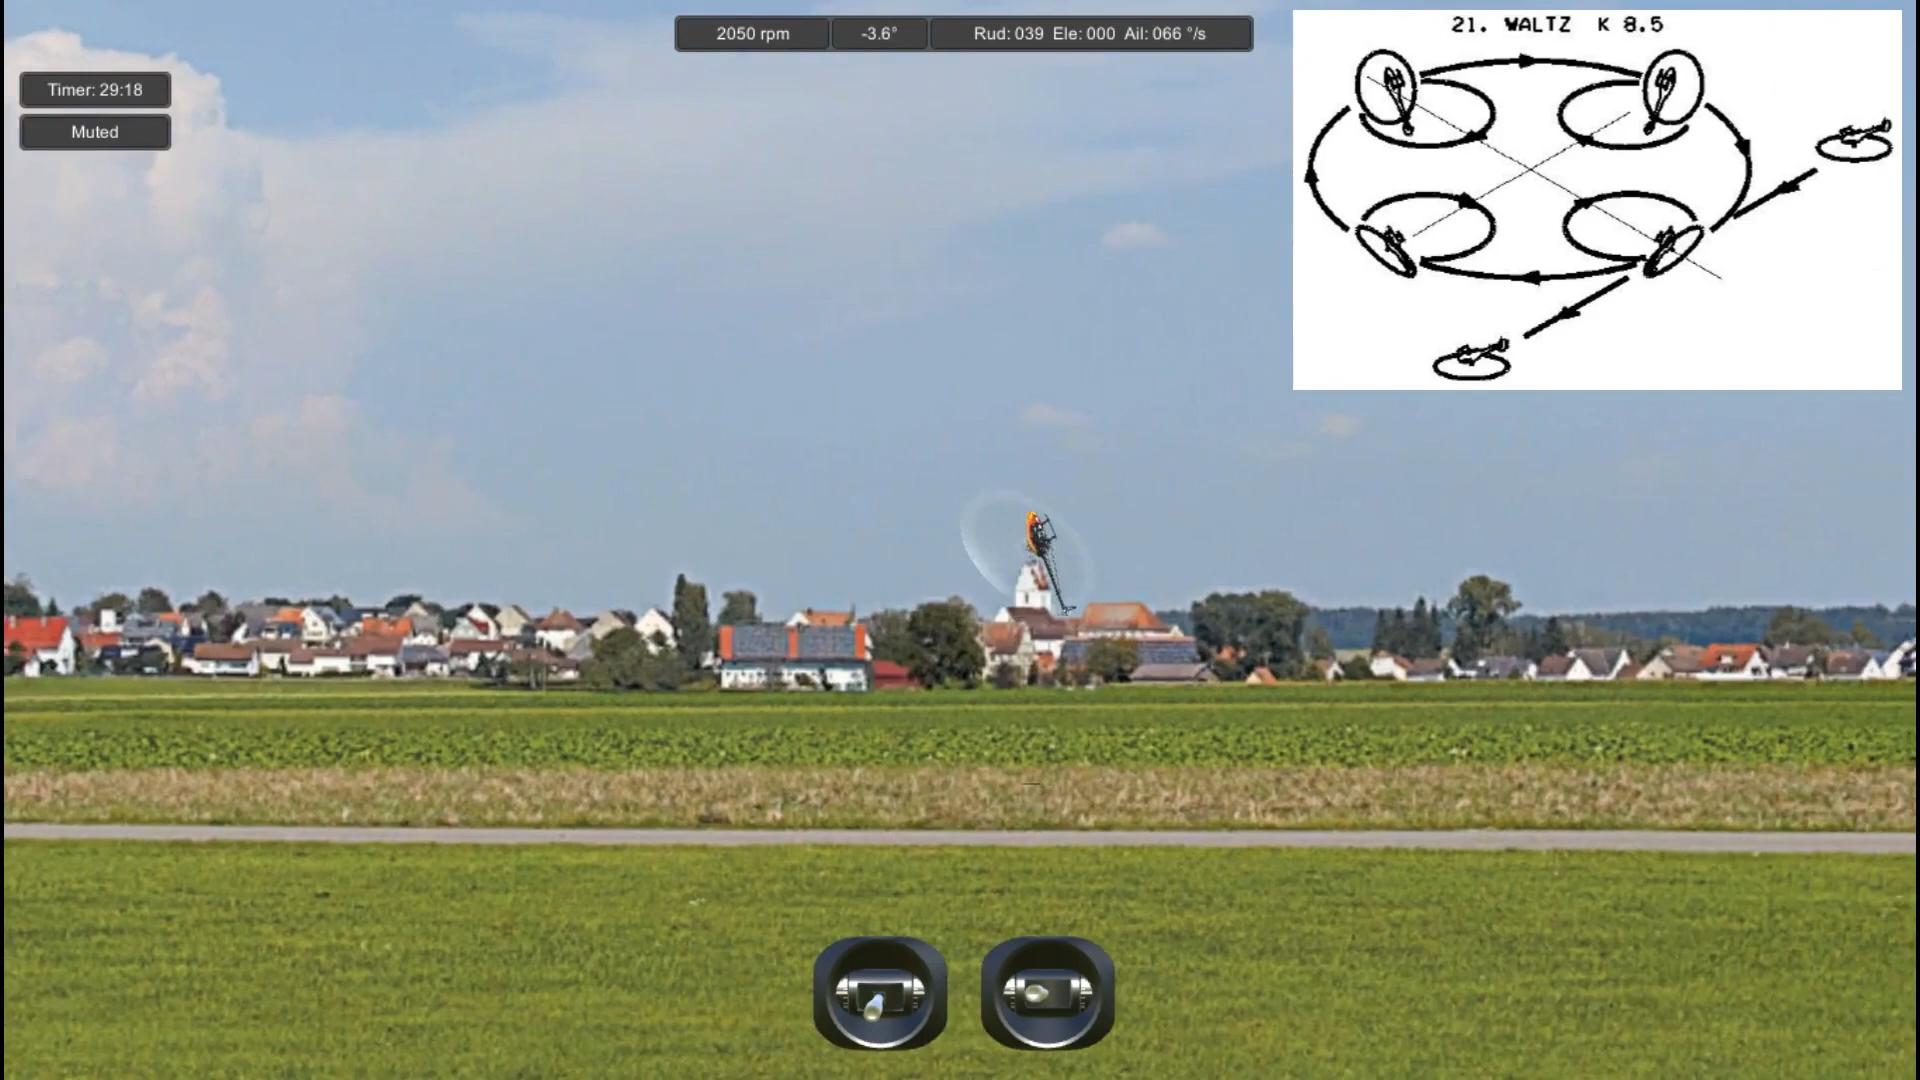 2050 rpm
-3.6°
Rud: 039 Ele: 000 Ail: 066 °/s
21. WALTZ K 8.5
Timer: 29:18
Muted